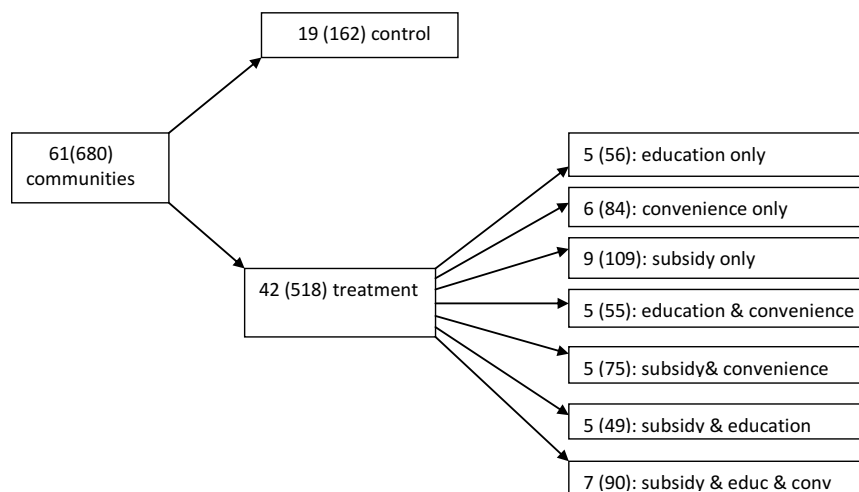 19 (162) control
61(680)
communities
5 (56): education only
6 (84): convenience only
9 (109): subsidy only
42 (518) treatment
5 (55): education & convenience
5 (75): subsidy& convenience
5 (49): subsidy & education
7 (90): subsidy & educ & conv